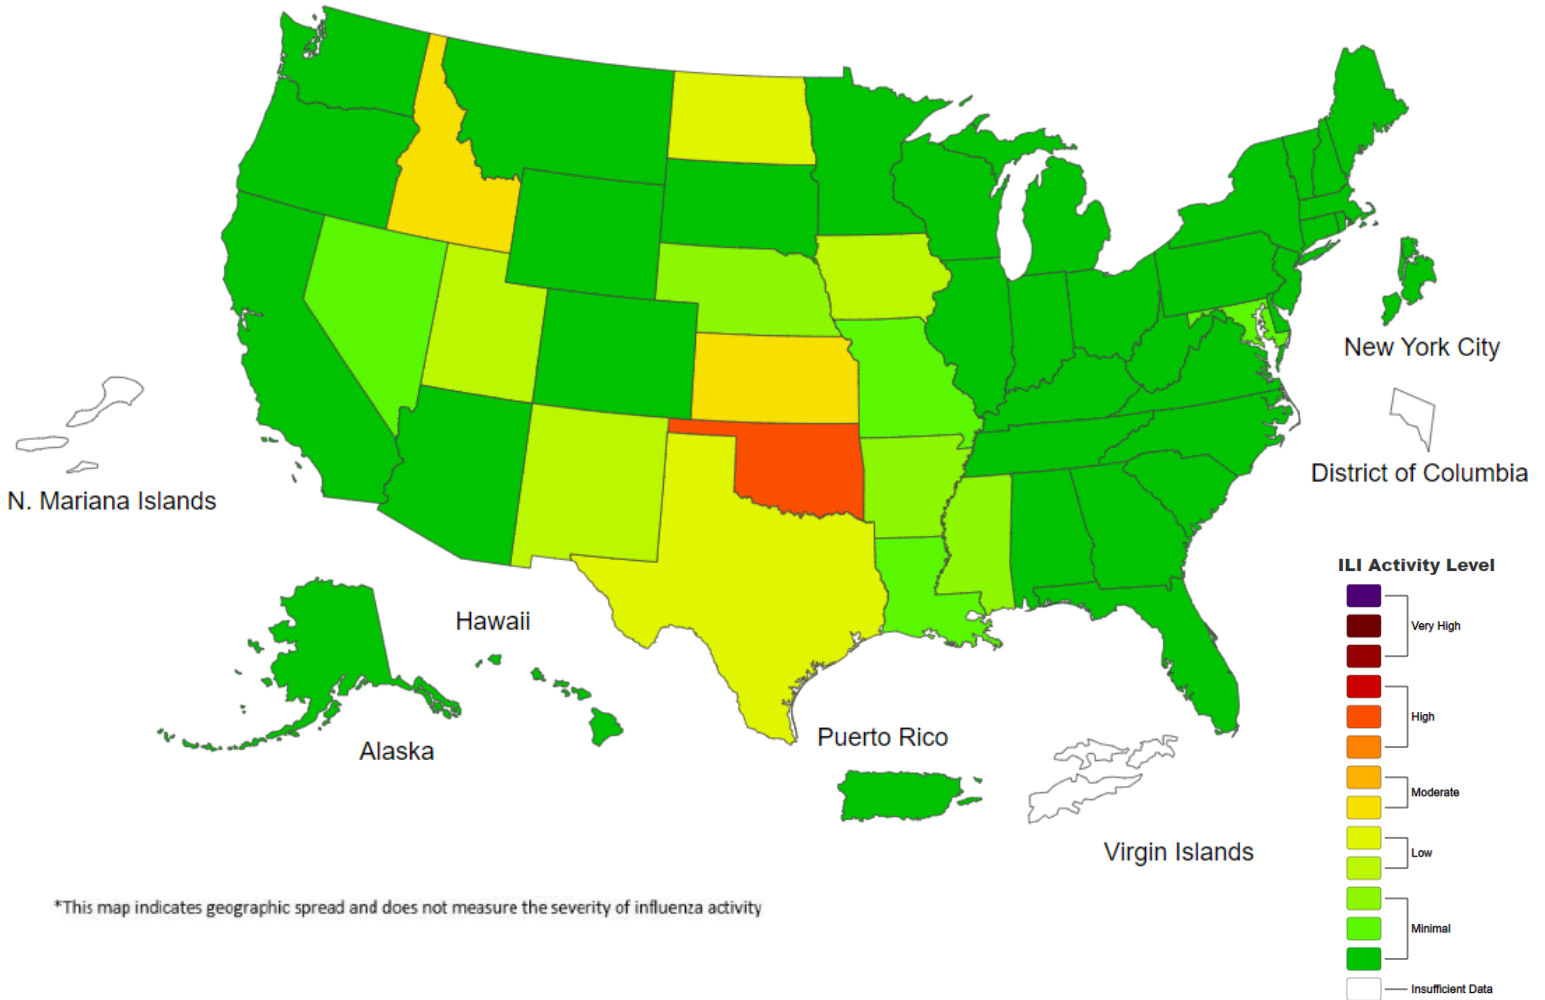 New York City
District of Columbia
N. Mariana Islands
ILI Activity Level
Hawaii
Very High
High
Puerto Rico
Alaska
Moderate
Virgin Islands
Low
*This map indicates geographic spread and does not measure the severity of influenza activity
Minimal
Insufficient Data